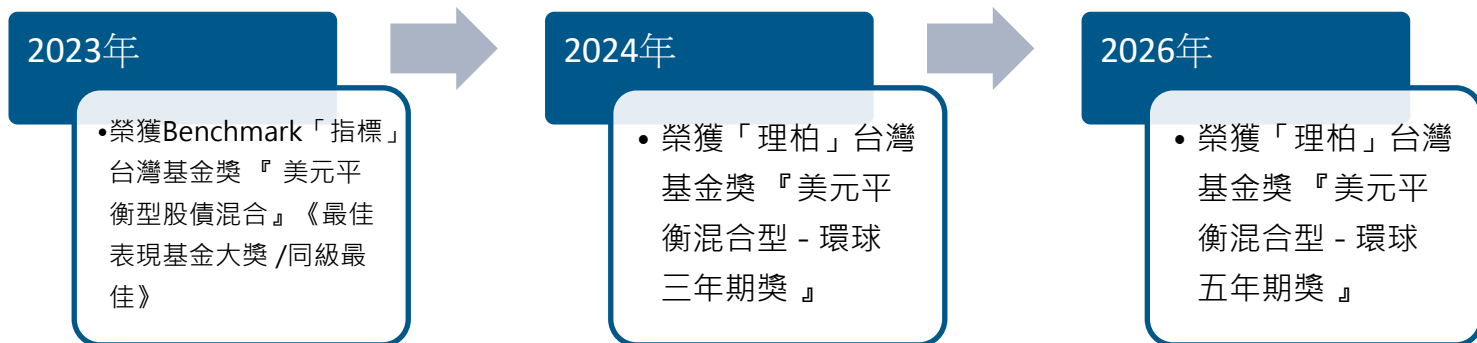 2023年
•榮獲Benchmark「指標」
台灣基金獎 『 美元平
衡型股債混合』《最佳
表現基金大獎 /同級最
佳》
2024年
• 榮獲「理柏」台灣
基金獎 『美元平
衡混合型 - 環球
三年期獎 』
2026年
• 榮獲「理柏」台灣
基金獎 『美元平
衡混合型 - 環球
五年期獎 』